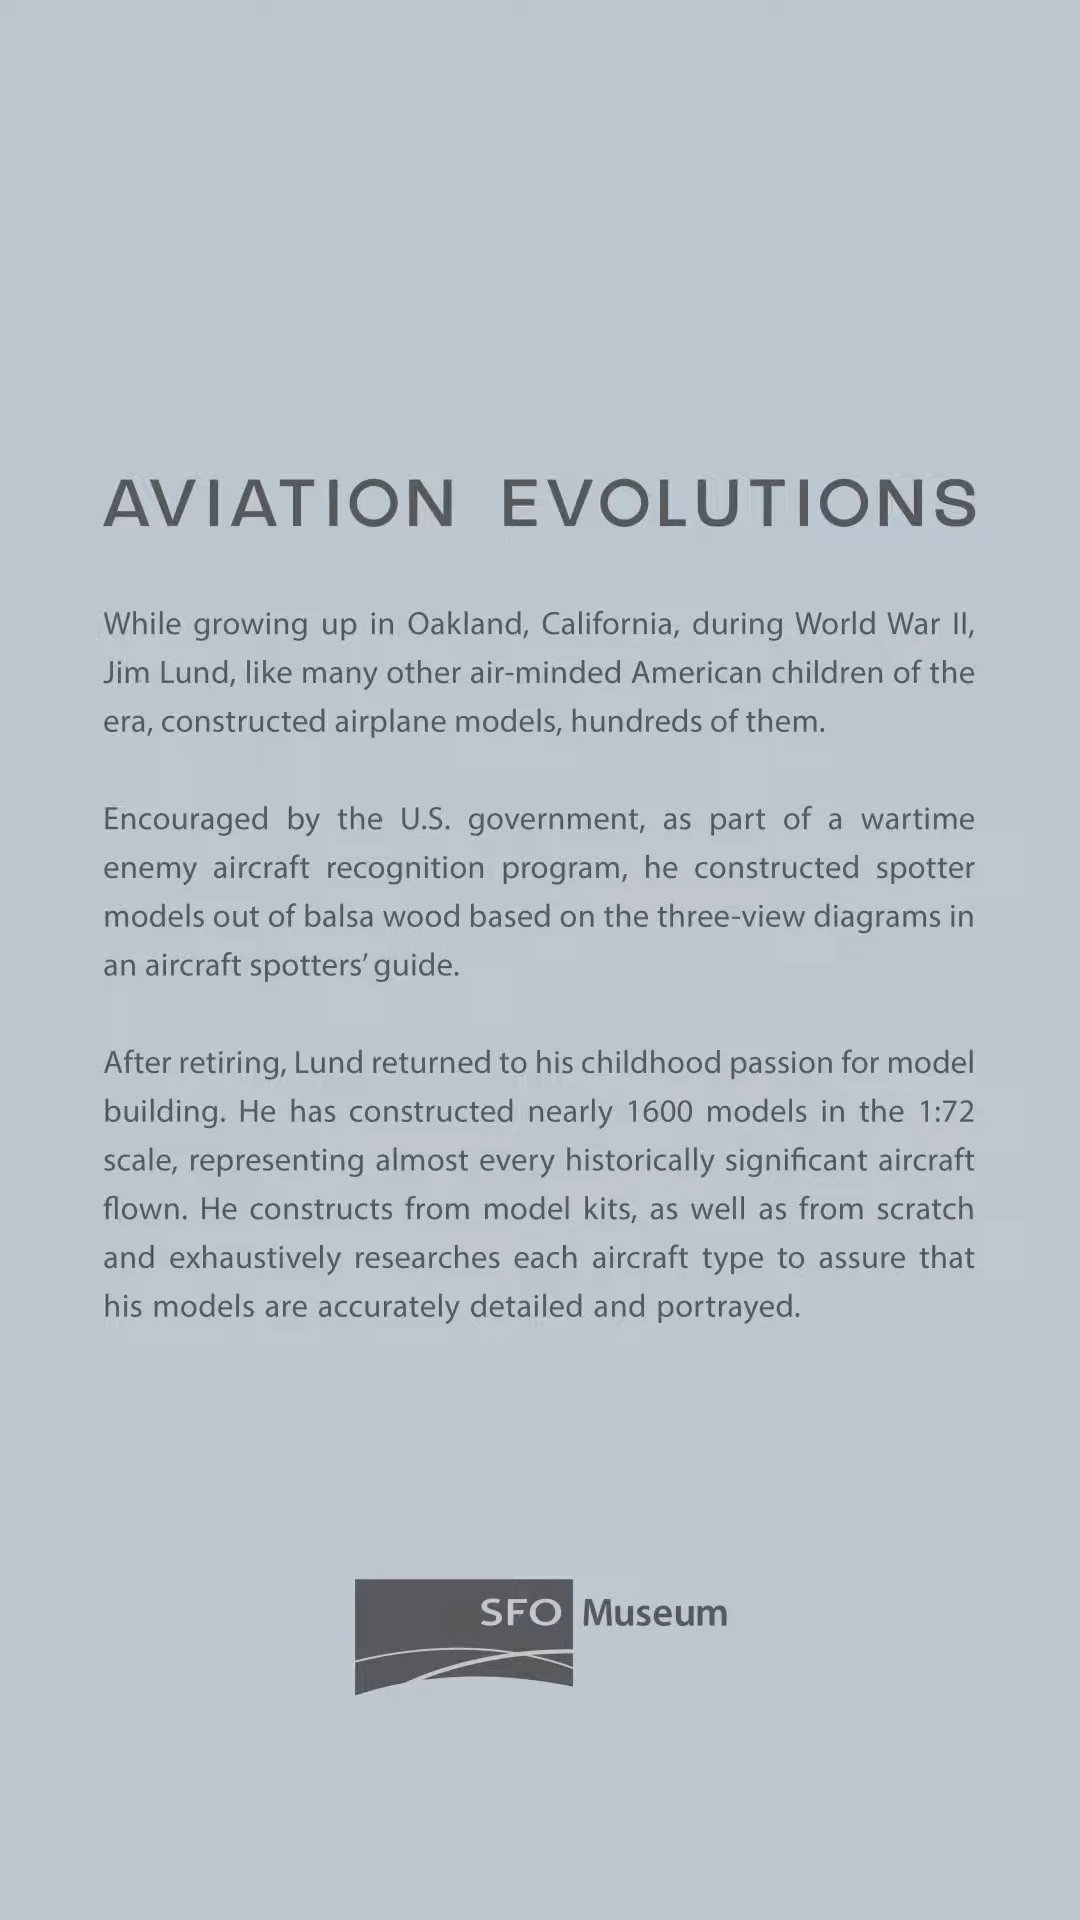 AVIATION EVOLUTIONS
While growing up in Oakland, California, during World War II,
Jim Lund, like many other air-minded American children of the
era, constructed airplane models, hundreds of them.
Encouraged by the U.S. government, as part of a wartime
enemy aircraft recognition program, he constructed spotter
models out of balsa wood based on the three-view diagrams in
an aircraft spotters’ guide.
After retiring, Lund returned to his childhood passion for model
building. He has constructed nearly 1600 models in the 1:72
scale, representing almost every historically significant aircraft
flown. He constructs from model kits, as well as from scratch
and exhaustively researches each aircraft type to assure that
his models are accurately detailed and portrayed.
SFO Museum